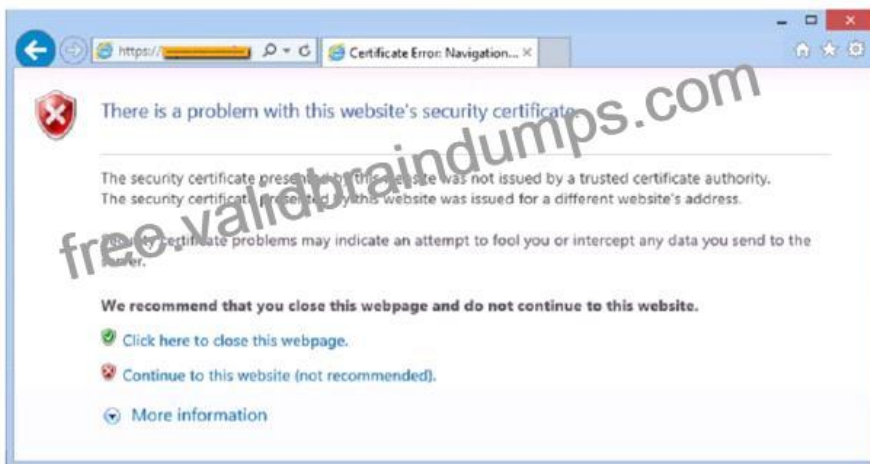 https://
Certificate Error: Navigation...
There is a problem with this website's security certificate.
The security certificate presented by this website was not issued by a trusted certificate authority.
The security certificate presented by this website was issued for a different website's address.
Security certificate problems may indicate an attempt to fool you or intercept any data you send to the
server.
We recommend that you close this webpage and do not continue to this website.
Click here to close this webpage.
Continue to this website (not recommended).
More information
free.validbraindumps.com